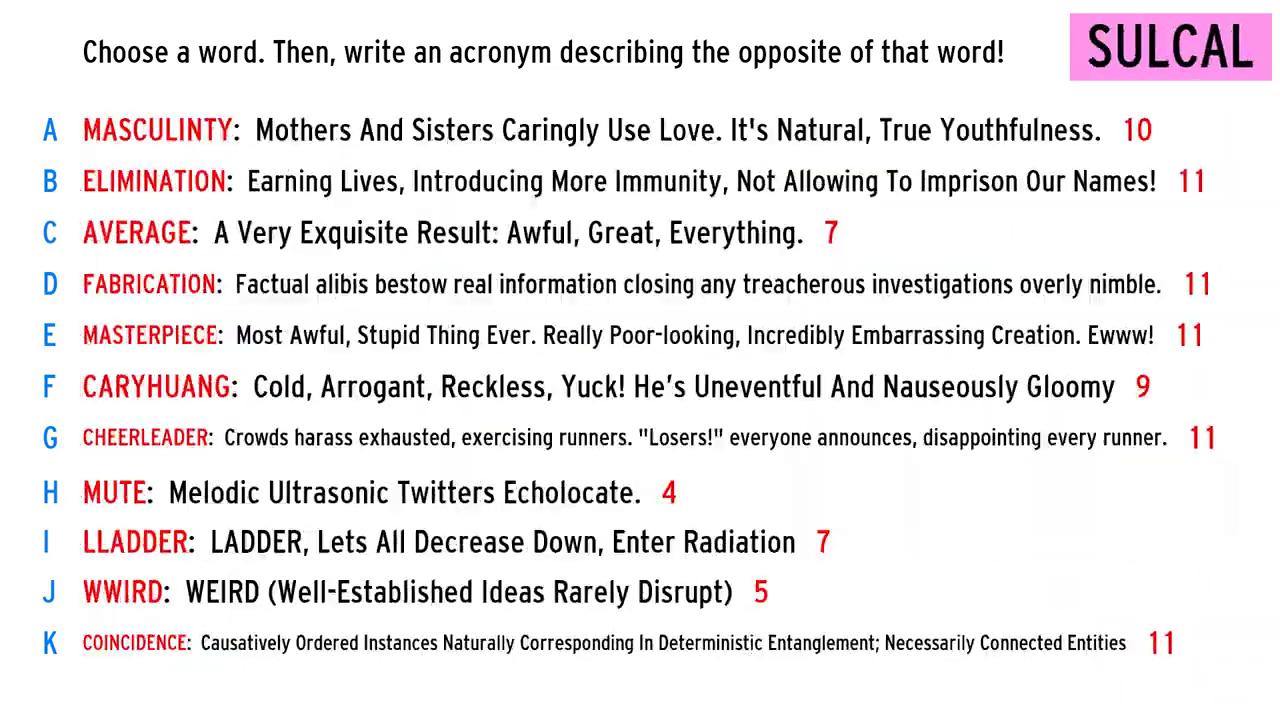 Choose a word. Then, write an acronym describing the opposite of that word!
SULCAL
A MASCULINTY: Mothers And Sisters Caringly Use Love. It's Natural, True Youthfulness. 10
B ELIMINATION: Earning Lives, Introducing More Immunity, Not Allowing To Imprison Our Names! 11
C AVERAGE: A Very Exquisite Result: Awful, Great, Everything. 7
D FABRICATION: Factual alibis bestow real information closing any treacherous investigations overly nimble. 11
E MASTERPIECE: Most Awful, Stupid Thing Ever. Really Poor-looking, Incredibly Embarrassing Creation. Ewww! 11
F CARYHUANG: Cold, Arrogant, Reckless, Yuck! He's Uneventful And Nauseously Gloomy 9
G CHEERLEADER: Crowds harass exhausted, exercising runners. "Losers!" everyone announces, disappointing every runner. 11
H MUTE: Melodic Ultrasonic Twitters Echolocate. 4
I LLADDER: LADDER, Lets All Decrease Down, Enter Radiation 7
J WWIRD: WEIRD (Well-Established Ideas Rarely Disrupt) 5
K COINCIDENCE: Causatively Ordered Instances Naturally Corresponding In Deterministic Entanglement; Necessarily Connected Entities 11